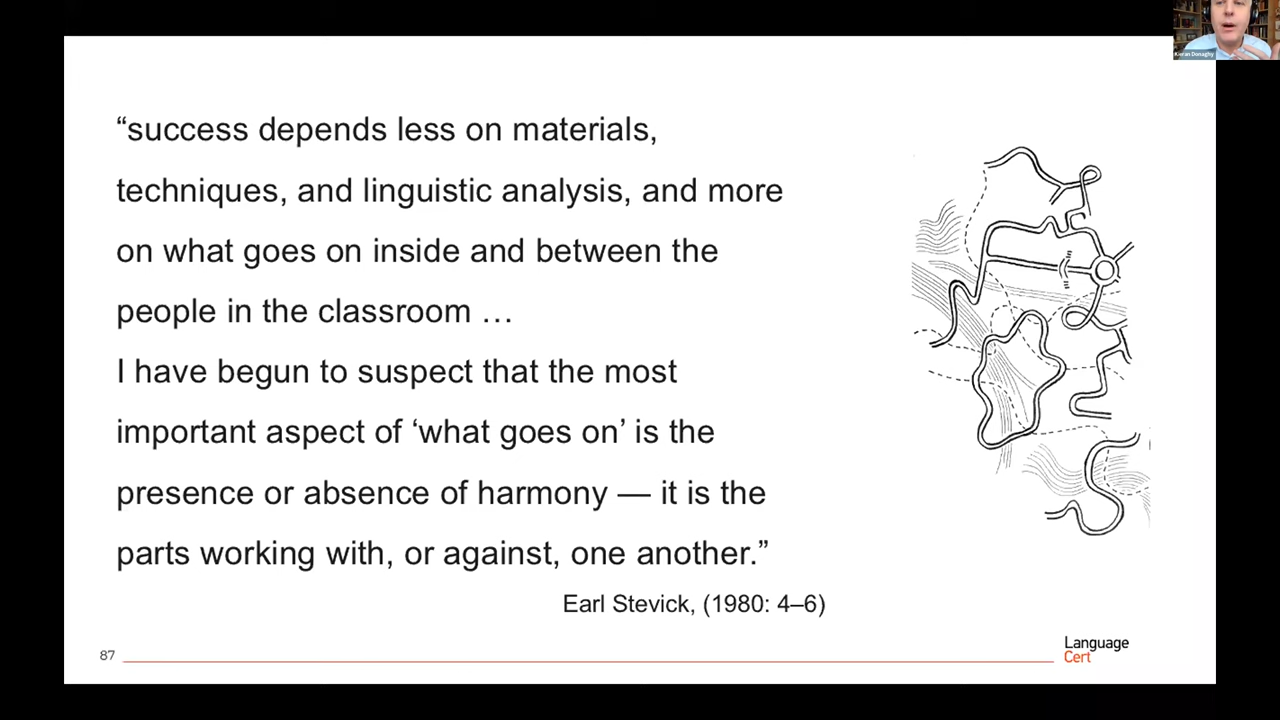 “success depends less on materials,
techniques, and linguistic analysis, and more
on what goes on inside and between the
people in the classroom …
I have begun to suspect that the most
important aspect of ‘what goes on’ is the
presence or absence of harmony — it is the
parts working with, or against, one another.”
Earl Stevick, (1980: 4–6)
87
Language
Cert
Kieran Donaghy